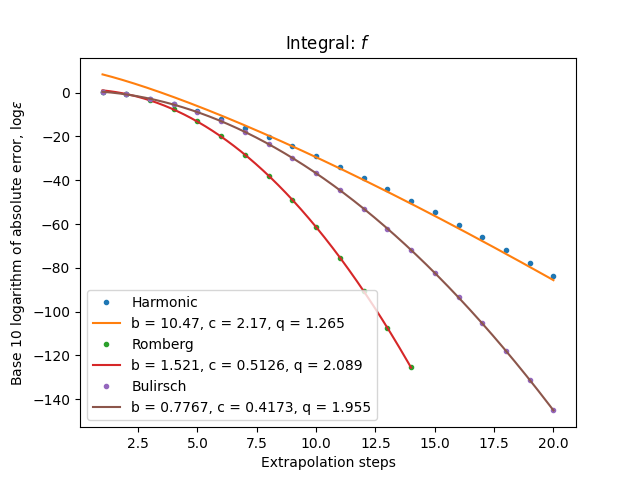 Integral: f
Base 10 logarithm of absolute error, logε
0
−20
−40
−60
−80
−100
−120
−140
Harmonic
b = 10.47, c = 2.17, q = 1.265
Romberg
b = 1.521, c = 0.5126, q = 2.089
Bulirsch
b = 0.7767, c = 0.4173, q = 1.955
2.5 5.0 7.5 10.0 12.5 15.0 17.5 20.0
Extrapolation steps